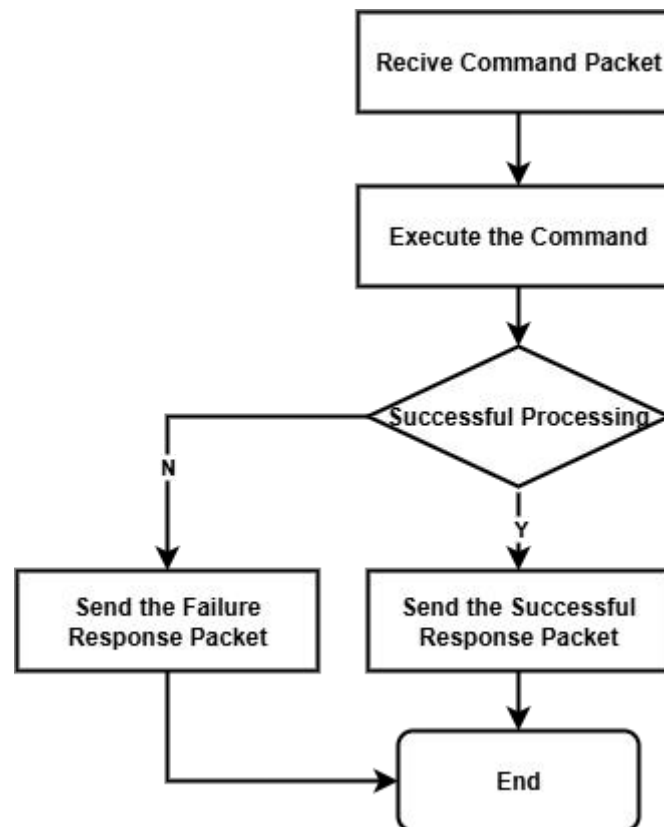 Recive Command Packet
Execute the Command
Successful Processing
N
Y
Send the Failure
Response Packet
Send the Successful
Response Packet
End